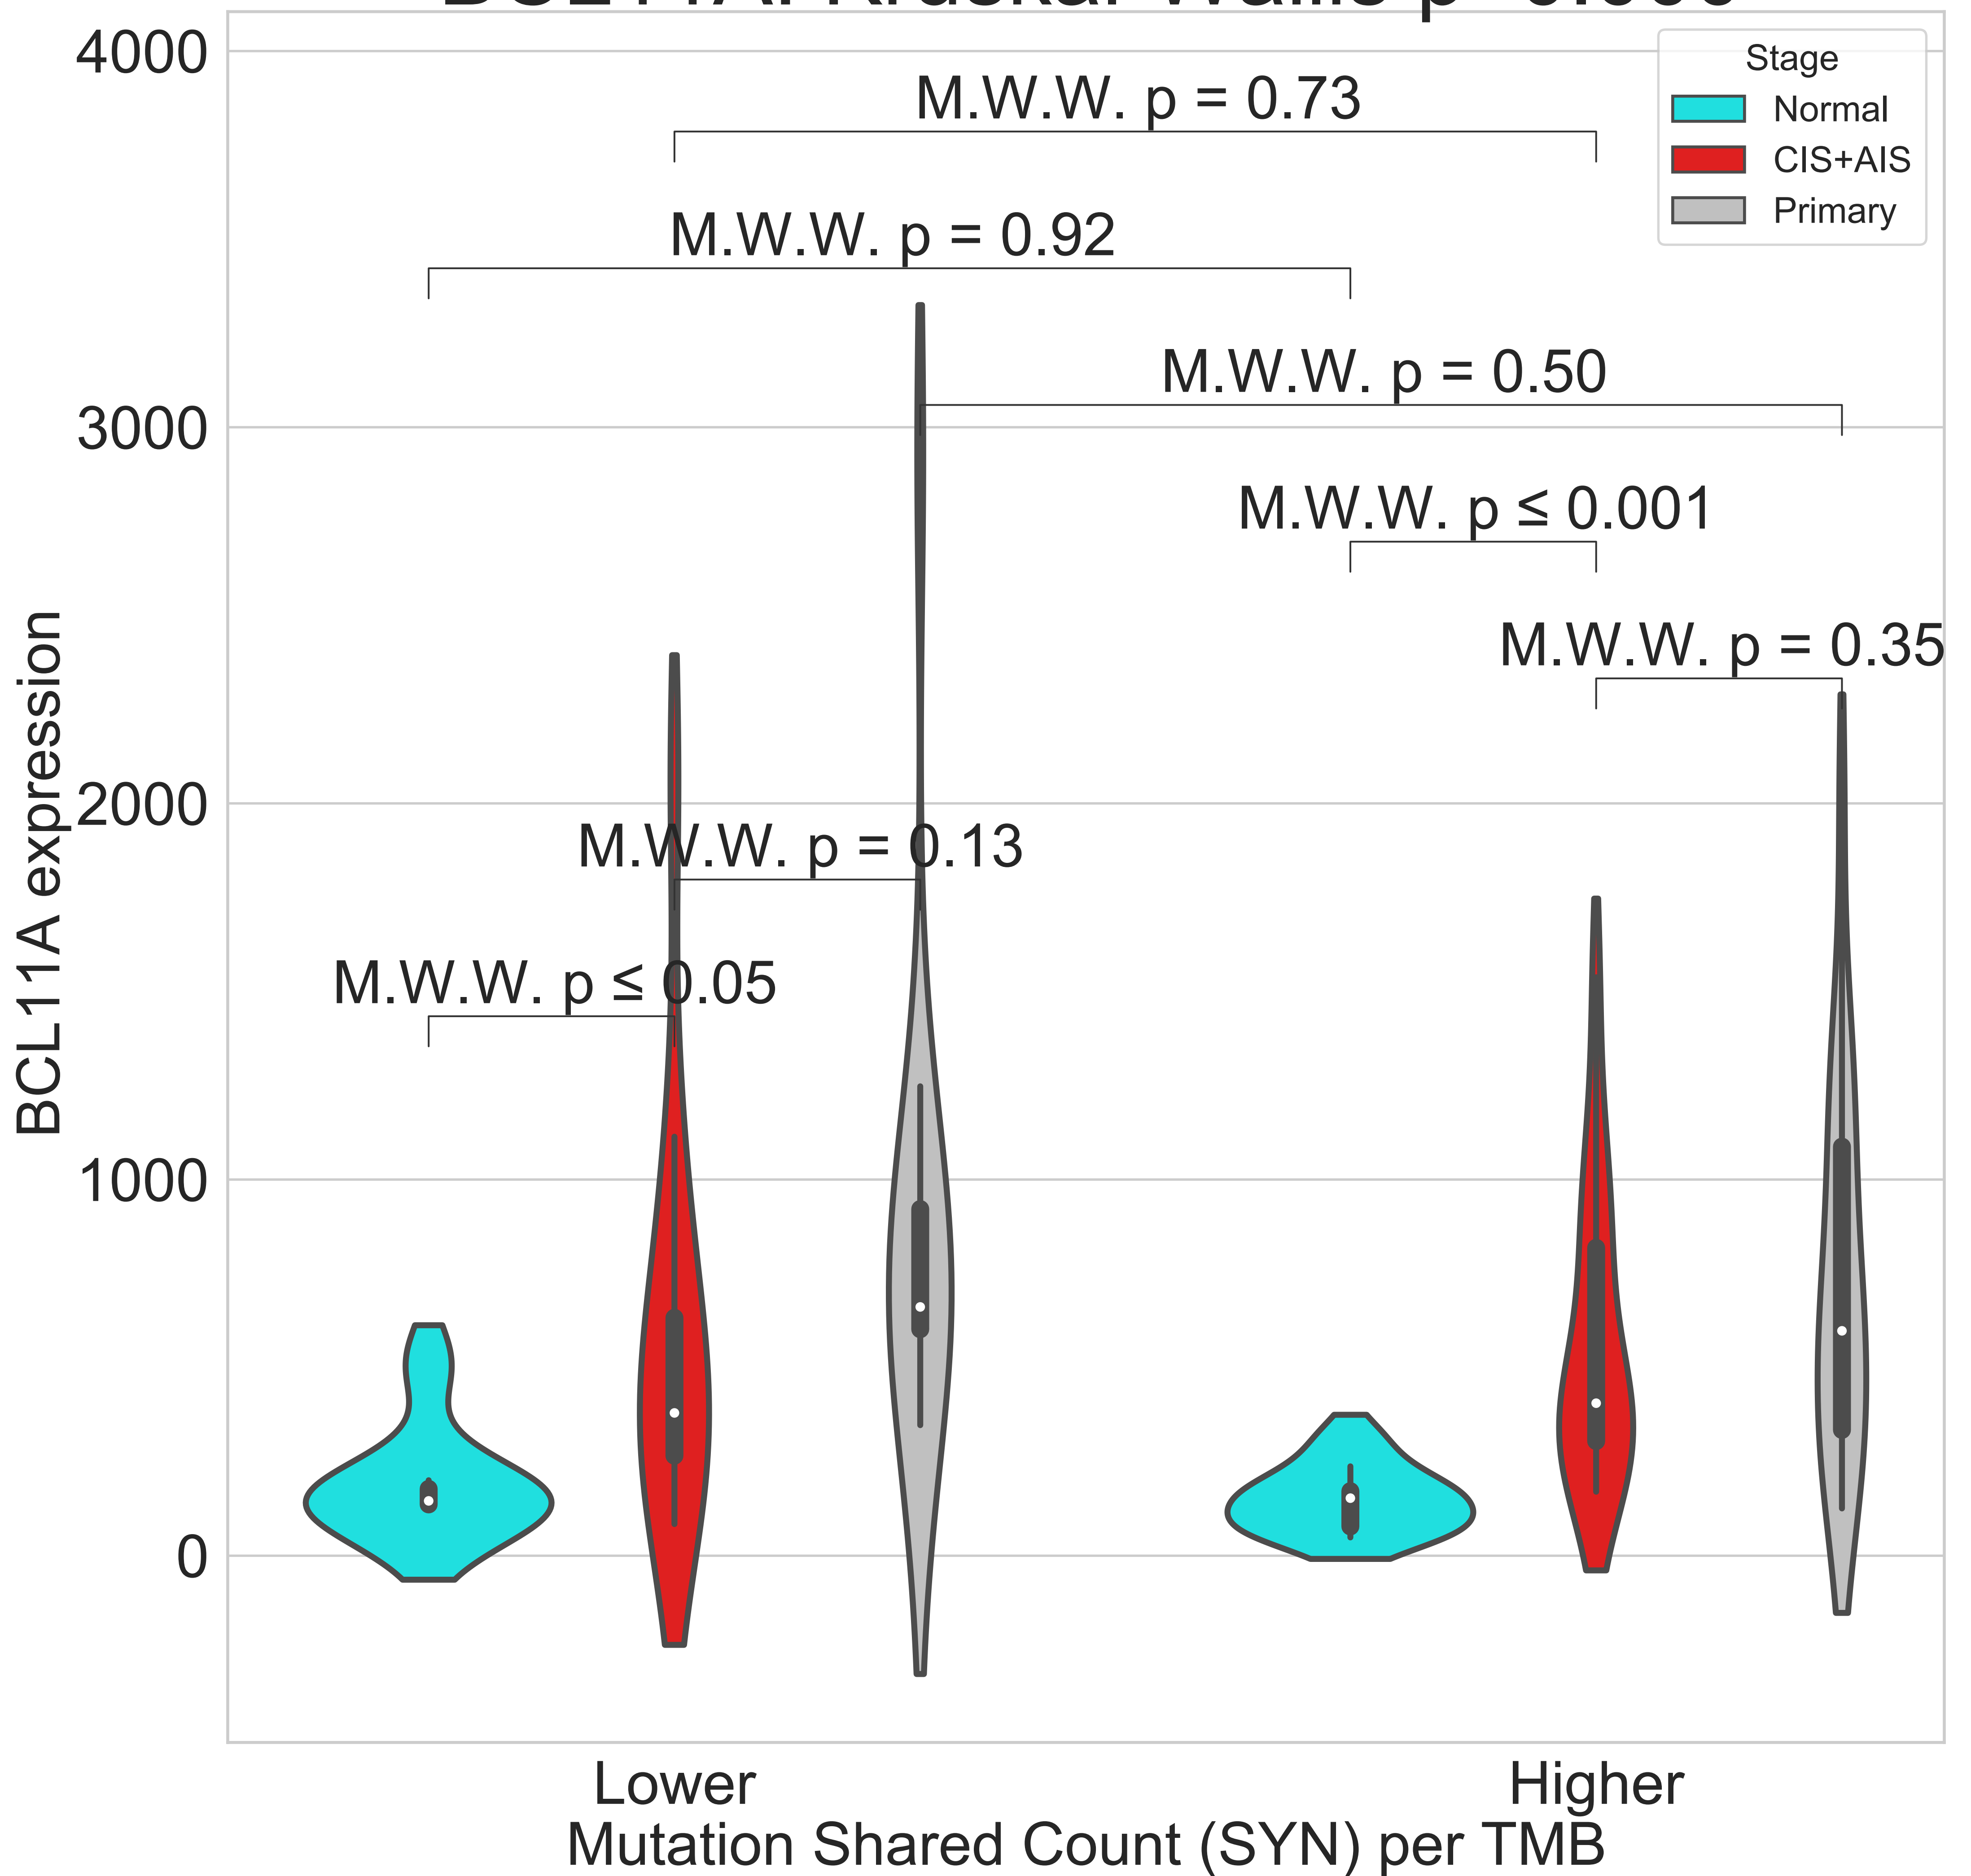 4000
3000
2000
1000
0
BCL11A expression
M.W.W. p = 0.73
M.W.W. p = 0.92
M.W.W. p = 0.50
M.W.W. p ≤ 0.001
M.W.W. p = 0.35
M.W.W. p = 0.13
M.W.W. p ≤ 0.05
Stage
Normal
CIS+AIS
Primary
Lower
Higher
Mutation Shared Count (SYN) per TMB